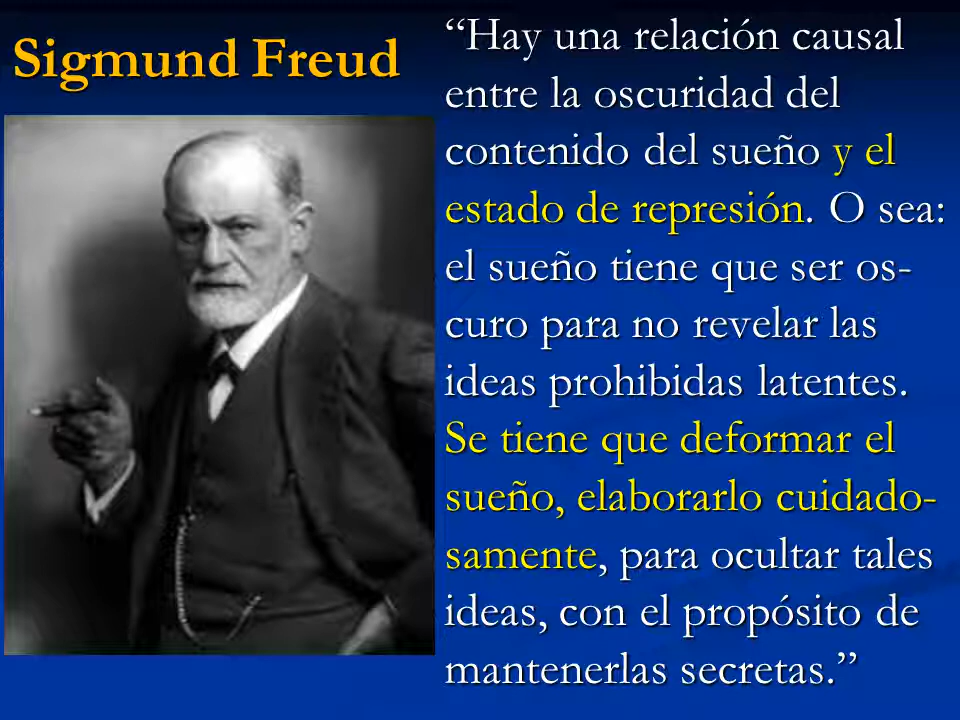 Sigmund Freud
“Hay una relación causal
entre la oscuridad del
contenido del sueño y el
estado de represión. O sea:
el sueño tiene que ser os-
curo para no revelar las
ideas prohibidas latentes.
Se tiene que deformar el
sueño, elaborarlo cuidado-
samente, para ocultar tales
ideas, con el propósito de
mantenerlas secretas.”